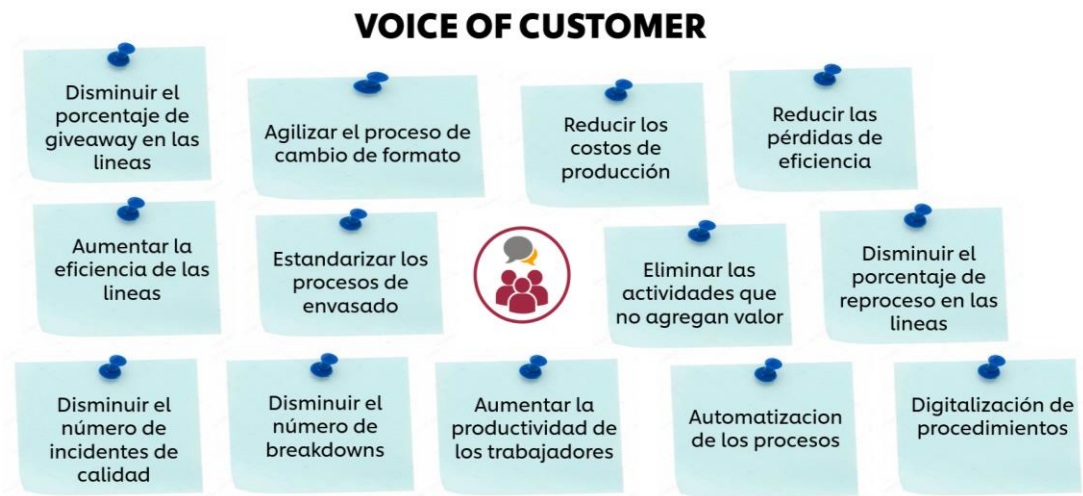 VOICE OF CUSTOMER
Disminuir el
porcentaje de
giveaway en las
lineas
Agilizar el proceso de
cambio de formato
Reducir los
costos de
producción
Reducir las
pérdidas de
eficiencia
Aumentar la
eficiencia de las
lineas
Estandarizar los
procesos de
envasado
Eliminar las
actividades que
no agregan valor
Disminuir el
porcentaje de
reproceso en las
lineas
Disminuir el
número de
incidentes de
calidad
Disminuir el
número de
breakdowns
Aumentar la
productividad de
los trabajadores
Automatizacion
de los procesos
Digitalización de
procedimientos